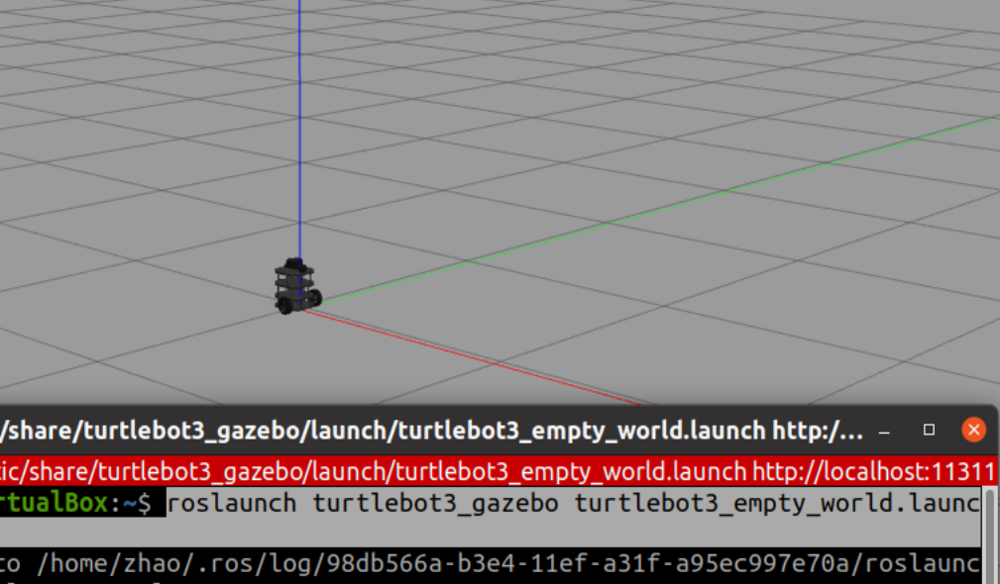 /share/turtlebot3_gazebo/launch/turtlebot3_empty_world.launch http:/...
tic/share/turtlebot3_gazebo/launch/turtlebot3_empty_world.launch http://localhost:11311
rtualBox:~$ roslaunch turtlebot3_gazebo turtlebot3_empty_world.launc
to /home/zhao/.ros/log/98db566a-b3e4-11ef-a31f-a95ec997e70a/roslaunc